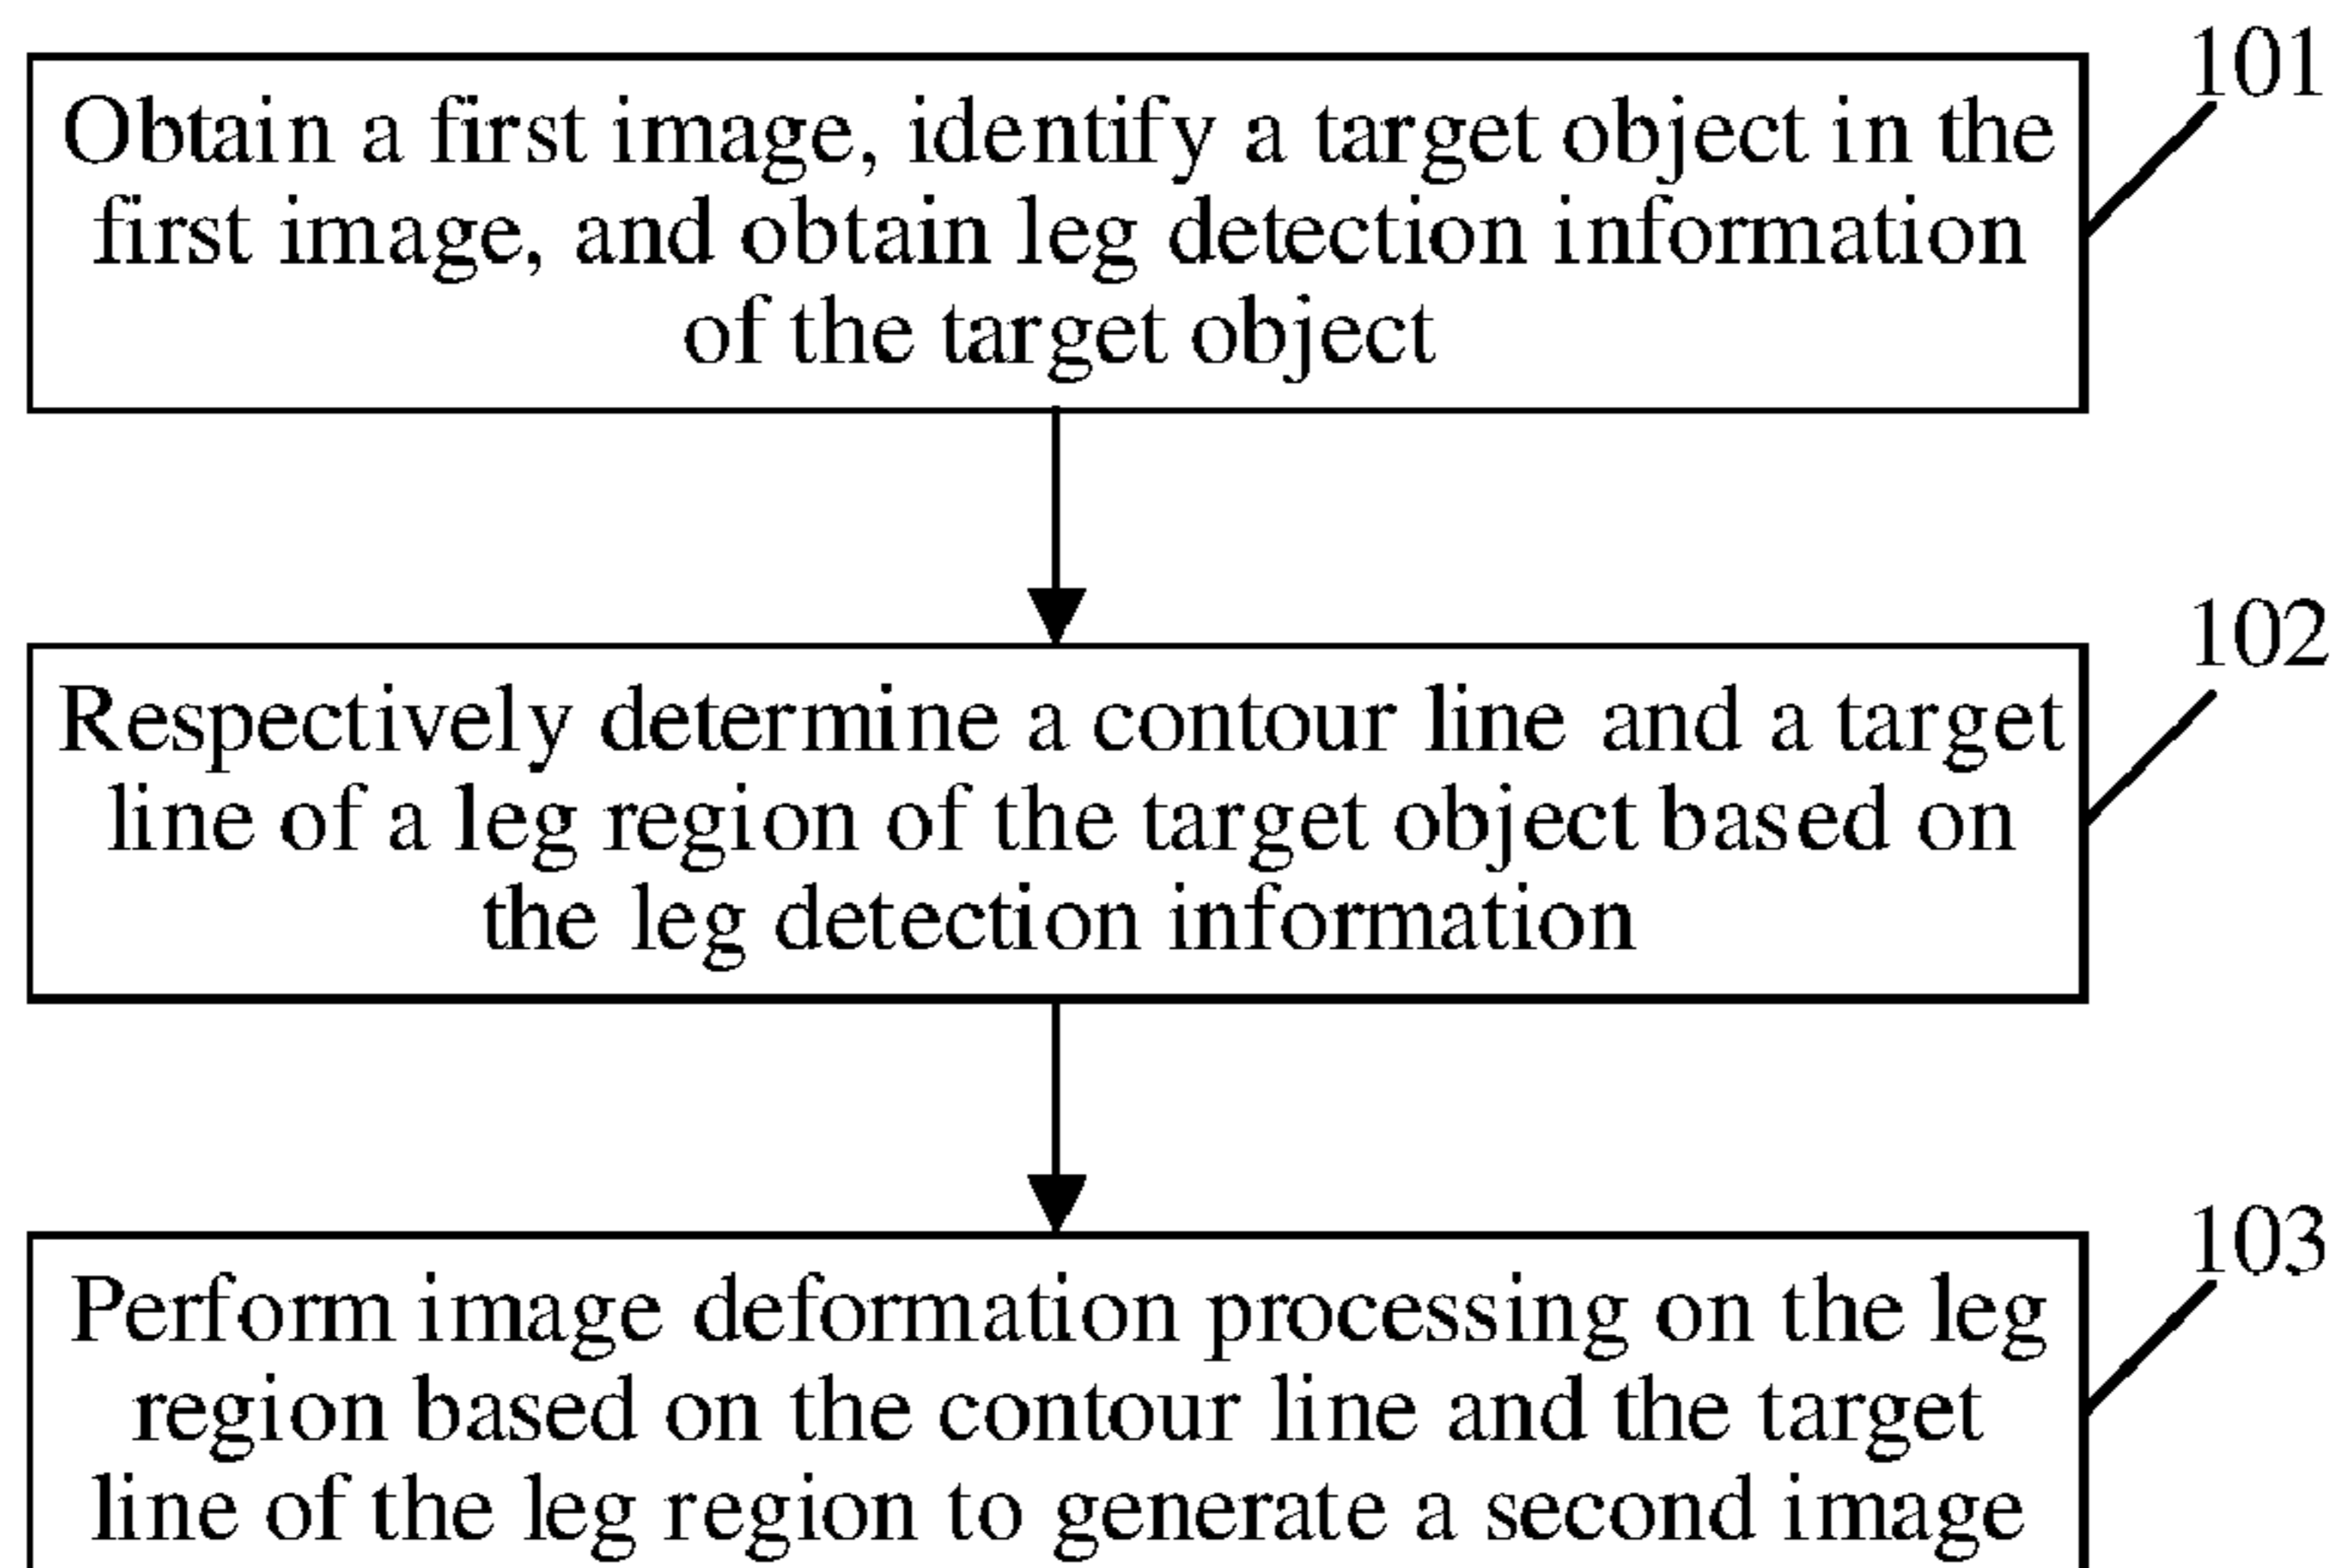 101
Obtain a first image, identify a target object in the
first image, and obtain leg detection information
of the target object
102
Respectively determine a contour line and a target
line of a leg region of the target object based on
the leg detection information
103
Perform image deformation processing on the leg
region based on the contour line and the target
line of the leg region to generate a second image